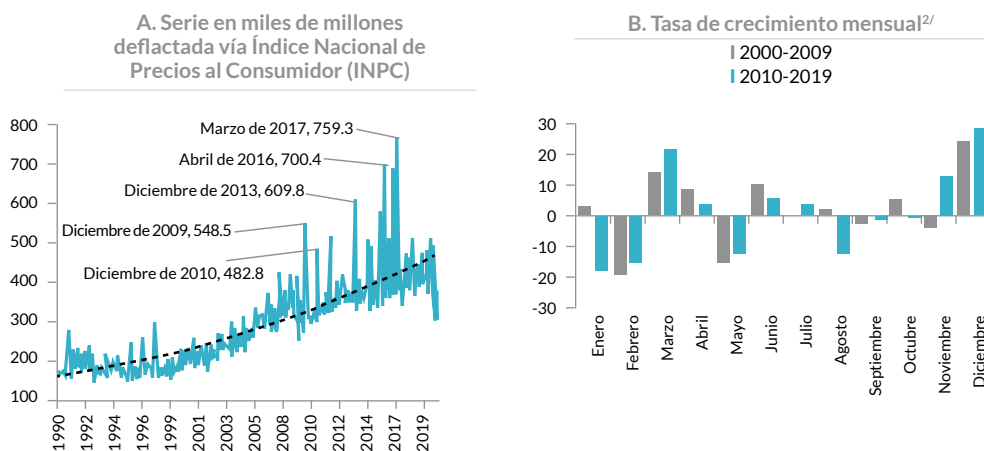 A. Serie en miles de millones
deflactada vía Índice Nacional de
Precios al Consumidor (INPC)
800
700
600
500
400
300
200
100
Marzo de 2017, 759.3
Abril de 2016, 700.4
Diciembre de 2013, 609.8
Diciembre de 2009, 548.5
Diciembre de 2010, 482.8
1990
1992
1994
1996
1999
2001
2003
2005
2008
2010
2012
2014
2017
2019
B. Tasa de crecimiento mensual2/
2000-2009
2010-2019
30
20
10
0
-10
-20
-30
Enero
Febrero
Marzo
Abril
Mayo
Junio
Julio
Agosto
Septiembre
Octubre
Noviembre
Diciembre